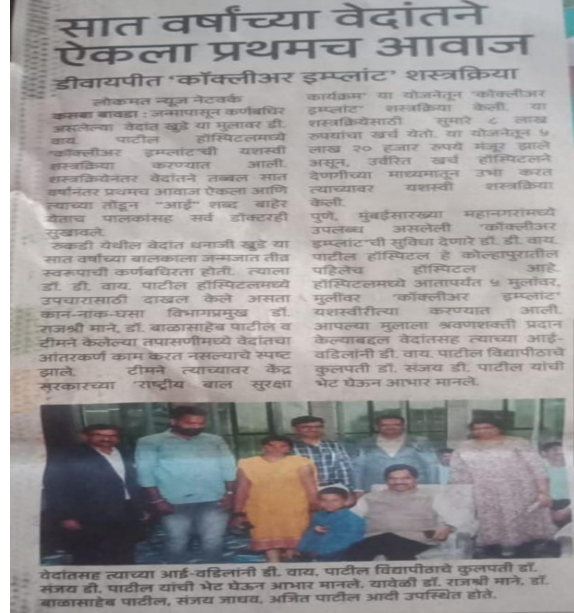 सात वर्षांच्या वेदांतने
ऐकला प्रथमच आवाज
डीवायपीत 'कॉक्लीअर इम्प्लांट' शस्त्रक्रिया
लोकमत न्यूज नेटवर्क
कसबा बावडा : जन्मापासून कर्णबधिर
असलेल्या वेदांत खुडे या मुलावर डी.
वाय. पाटील हॉस्पिटलमध्ये
'कॉक्लीअर इम्प्लांट'ची यशस्वी
शस्त्रक्रिया करण्यात आली.
शस्त्रक्रियेनंतर वेदांतने तब्बल सात
वर्षांनंतर प्रथमच आवाज ऐकला आणि
त्याच्या तोंडून "आई" शब्द बाहेर
येताच पालकांसह सर्व डॉक्टरही
सुखावले.
रुकडी येथील वेदांत धनाजी खुडे या
सात वर्षाच्या बालकाला जन्मजात तीव्र
स्वरूपाची कर्णबधिरता होती. त्याला
डॉ. डी. वाय. पाटील हॉस्पिटलमध्ये
उपचारासाठी दाखल केले असता
कान-नाक-घसा विभागप्रमुख डॉ.
राजश्री माने, डॉ. बाळासाहेब पाटील व
टीमने केलेल्या तपासणीमध्ये वेदांतचा
आंतरकर्ण काम करत नसल्याचे स्पष्ट
झाले. टीमने त्याच्यावर केंद्र
सरकारच्या 'राष्ट्रीय बाल सुरक्षा
कार्यक्रम' या योजनेतून 'कॉक्लीअर
इम्प्लांट' शस्त्रक्रिया केली. या
शस्त्रक्रियेसाठी सुमारे ८ लाख
रुपयांचा खर्च येतो. या योजनेतून ५
लाख २० हजार रुपये मंजूर झाले
असून, उर्वरित खर्च हॉस्पिटलने
देणगीच्या माध्यमातून उभा करत
त्याच्यावर यशस्वी शस्त्रक्रिया
केली.
पुणे, मुंबईसारख्या महानगरांमध्ये
उपलब्ध असलेली 'कॉक्लीअर
इम्प्लांट'ची सुविधा देणारे डॉ. डी. वाय.
पाटील हॉस्पिटल हे कोल्हापुरातील
पहिलेच हॉस्पिटल आहे.
हॉस्पिटलमध्ये आतापर्यंत ५ मुलांवर,
मुलींवर 'कॉक्लीअर इम्प्लांट'
यशस्वीरीत्या करण्यात आली.
आपल्या मुलाला श्रवणशक्ती प्रदान
केल्याबद्दल वेदांतसह त्याच्या आई-
वडिलांनी डी. वाय. पाटील विद्यापीठाचे
कुलपती डॉ. संजय डी. पाटील यांची
भेट घेऊन आभार मानले.
वेदांतसह त्याच्या आई-वडिलांनी डी. वाय. पाटील विद्यापीठाचे कुलपती डॉ.
संजय डी. पाटील यांची भेट घेऊन आभार मानले. यावेळी डॉ. राजश्री माने, डॉ.
बाळासाहेब पाटील, संजय जाधव, अजित पाटील आदी उपस्थित होते.